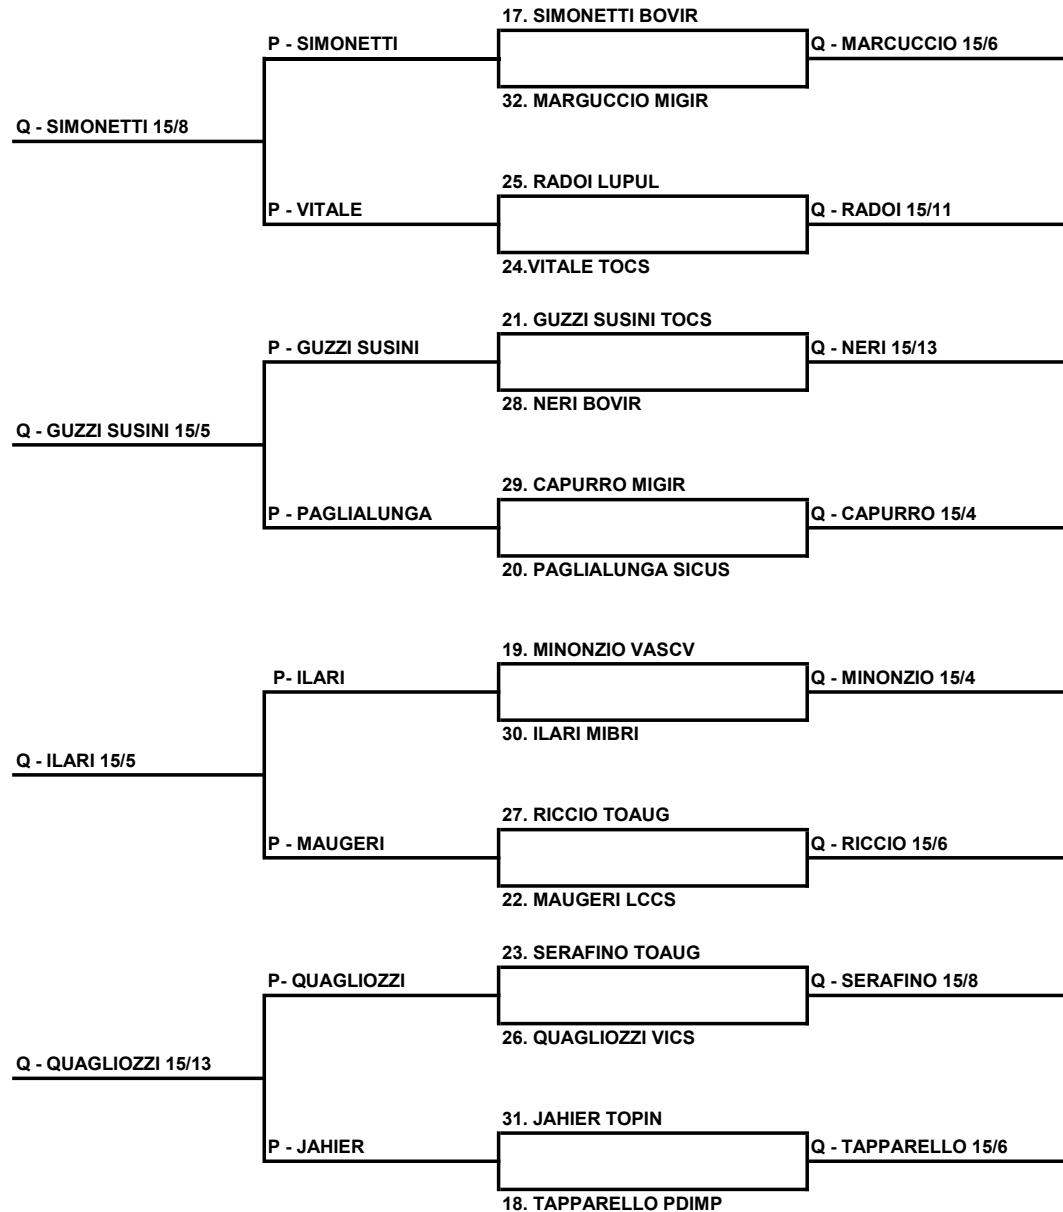 17. SIMONETTI BOVIR
P - SIMONETTI
Q - MARCUCCIO 15/6
32. MARGUCCIO MIGIR
Q - SIMONETTI 15/8
25. RADOI LUPUL
P - VITALE
Q - RADOI 15/11
24.VITALE TOCS
21. GUZZI SUSINI TOCS
P - GUZZI SUSINI
Q - NERI 15/13
28. NERI BOVIR
Q - GUZZI SUSINI 15/5
29. CAPURRO MIGIR
P - PAGLIALUNGA
Q - CAPURRO 15/4
20. PAGLIALUNGA SICUS
19. MINONZIO VASCV
P- ILARI
Q - MINONZIO 15/4
30. ILARI MIBRI
Q - ILARI 15/5
27. RICCIO TOAUG
P - MAUGERI
Q - RICCIO 15/6
22. MAUGERI LCCS
23. SERAFINO TOAUG
P- QUAGLIOZZI
Q - SERAFINO 15/8
26. QUAGLIOZZI VICS
Q - QUAGLIOZZI 15/13
31. JAHIER TOPIN
P - JAHIER
Q - TAPPARELLO 15/6
18. TAPPARELLO PDIMP